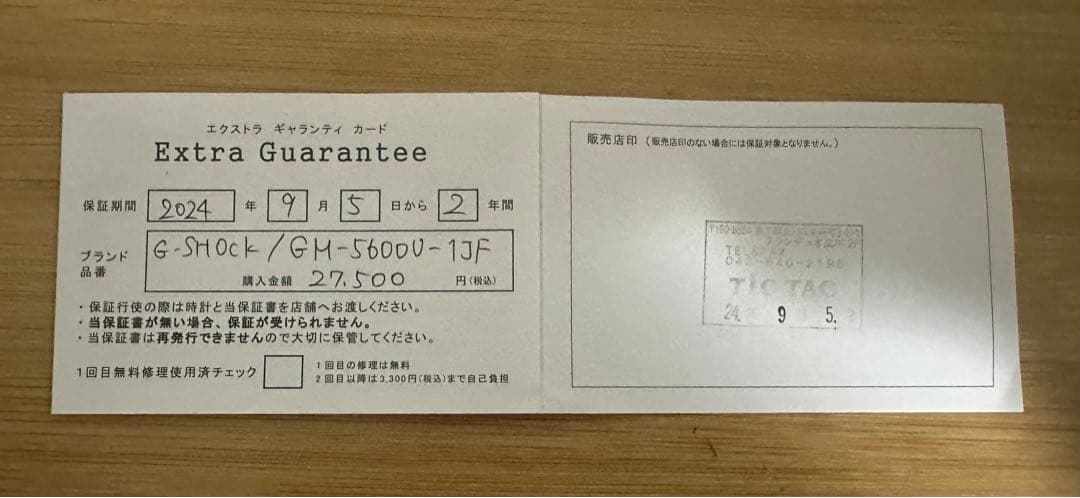 エクストラ ギャランティ カード
Extra Guarantee
保証期間 2024 年 9 月 5 日から 2 年間
ブランド
品番
G-SHOCK/GM-5600U-1JF
購入金額 27,500 円(税込)
・保証行使の際は時計と当保証書を店舗へお渡しください。
・当保証書が無い場合、保証が受けられません。
・当保証書は再発行できませんので大切に保管してください。
1回目無料修理使用済チェック
1回目の修理は無料
2回目以降は3,300円(税込)まで自己負担
販売店印 (販売店印のない場合には保証対象となりません。)
TiC TAC
24. 9 5.